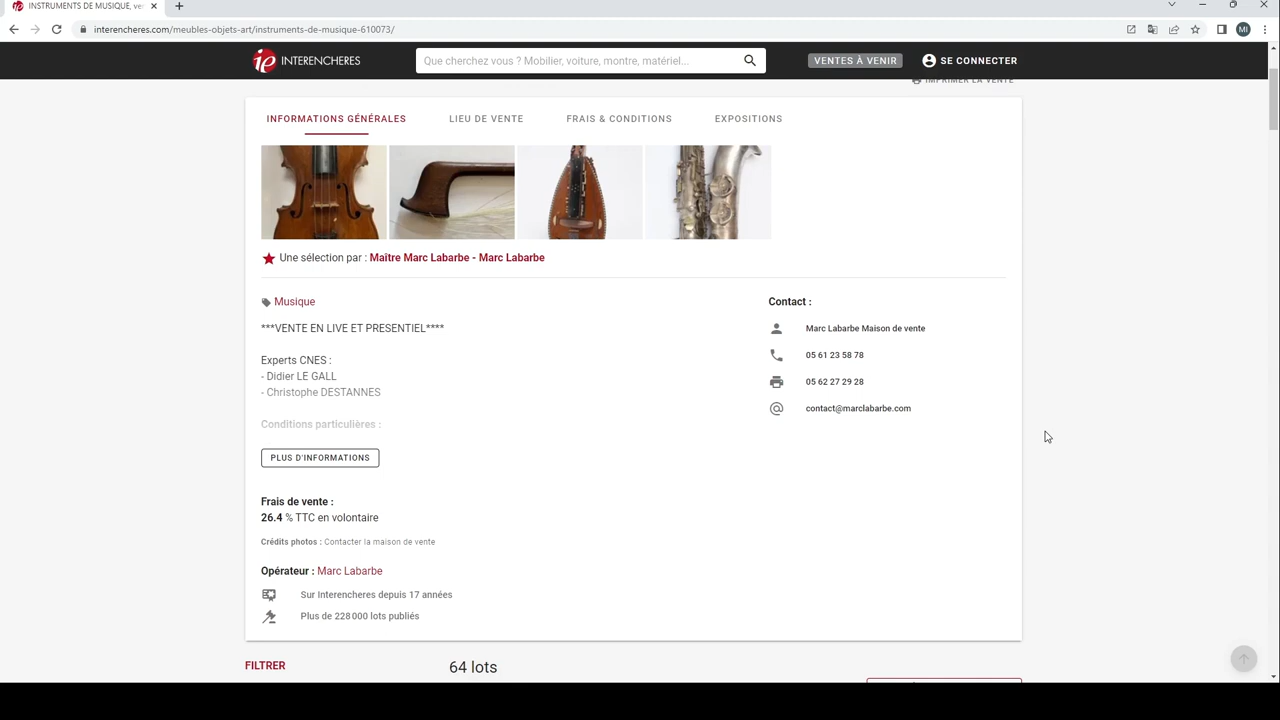 INSTRUMENTS DE MUSIQUE, ve
interencheres.com/meubles-objets-art/instruments-de-musique-610073/
MI
ie INTERENCHERES
Que cherchez vous ? Mobilier, voiture, montre, matériel...
VENTES À VENIR
SE CONNECTER
IMPRIMER LA VENTE
INFORMATIONS GÉNÉRALES
LIEU DE VENTE
FRAIS & CONDITIONS
EXPOSITIONS
Une sélection par : Maître Marc Labarbe - Marc Labarbe
Musique
Contact :
***VENTE EN LIVE ET PRESENTIEL****
Marc Labarbe Maison de vente
05 61 23 58 78
Experts CNES :
- Didier LE GALL
05 62 27 29 28
- Christophe DESTANNES
contact@marclabarbe.com
Conditions particulières :
PLUS D'INFORMATIONS
Frais de vente :
26.4 % TTC en volontaire
Crédits photos : Contacter la maison de vente
Opérateur : Marc Labarbe
Sur Interencheres depuis 17 années
Plus de 228 000 lots publiés
FILTRER
64 lots